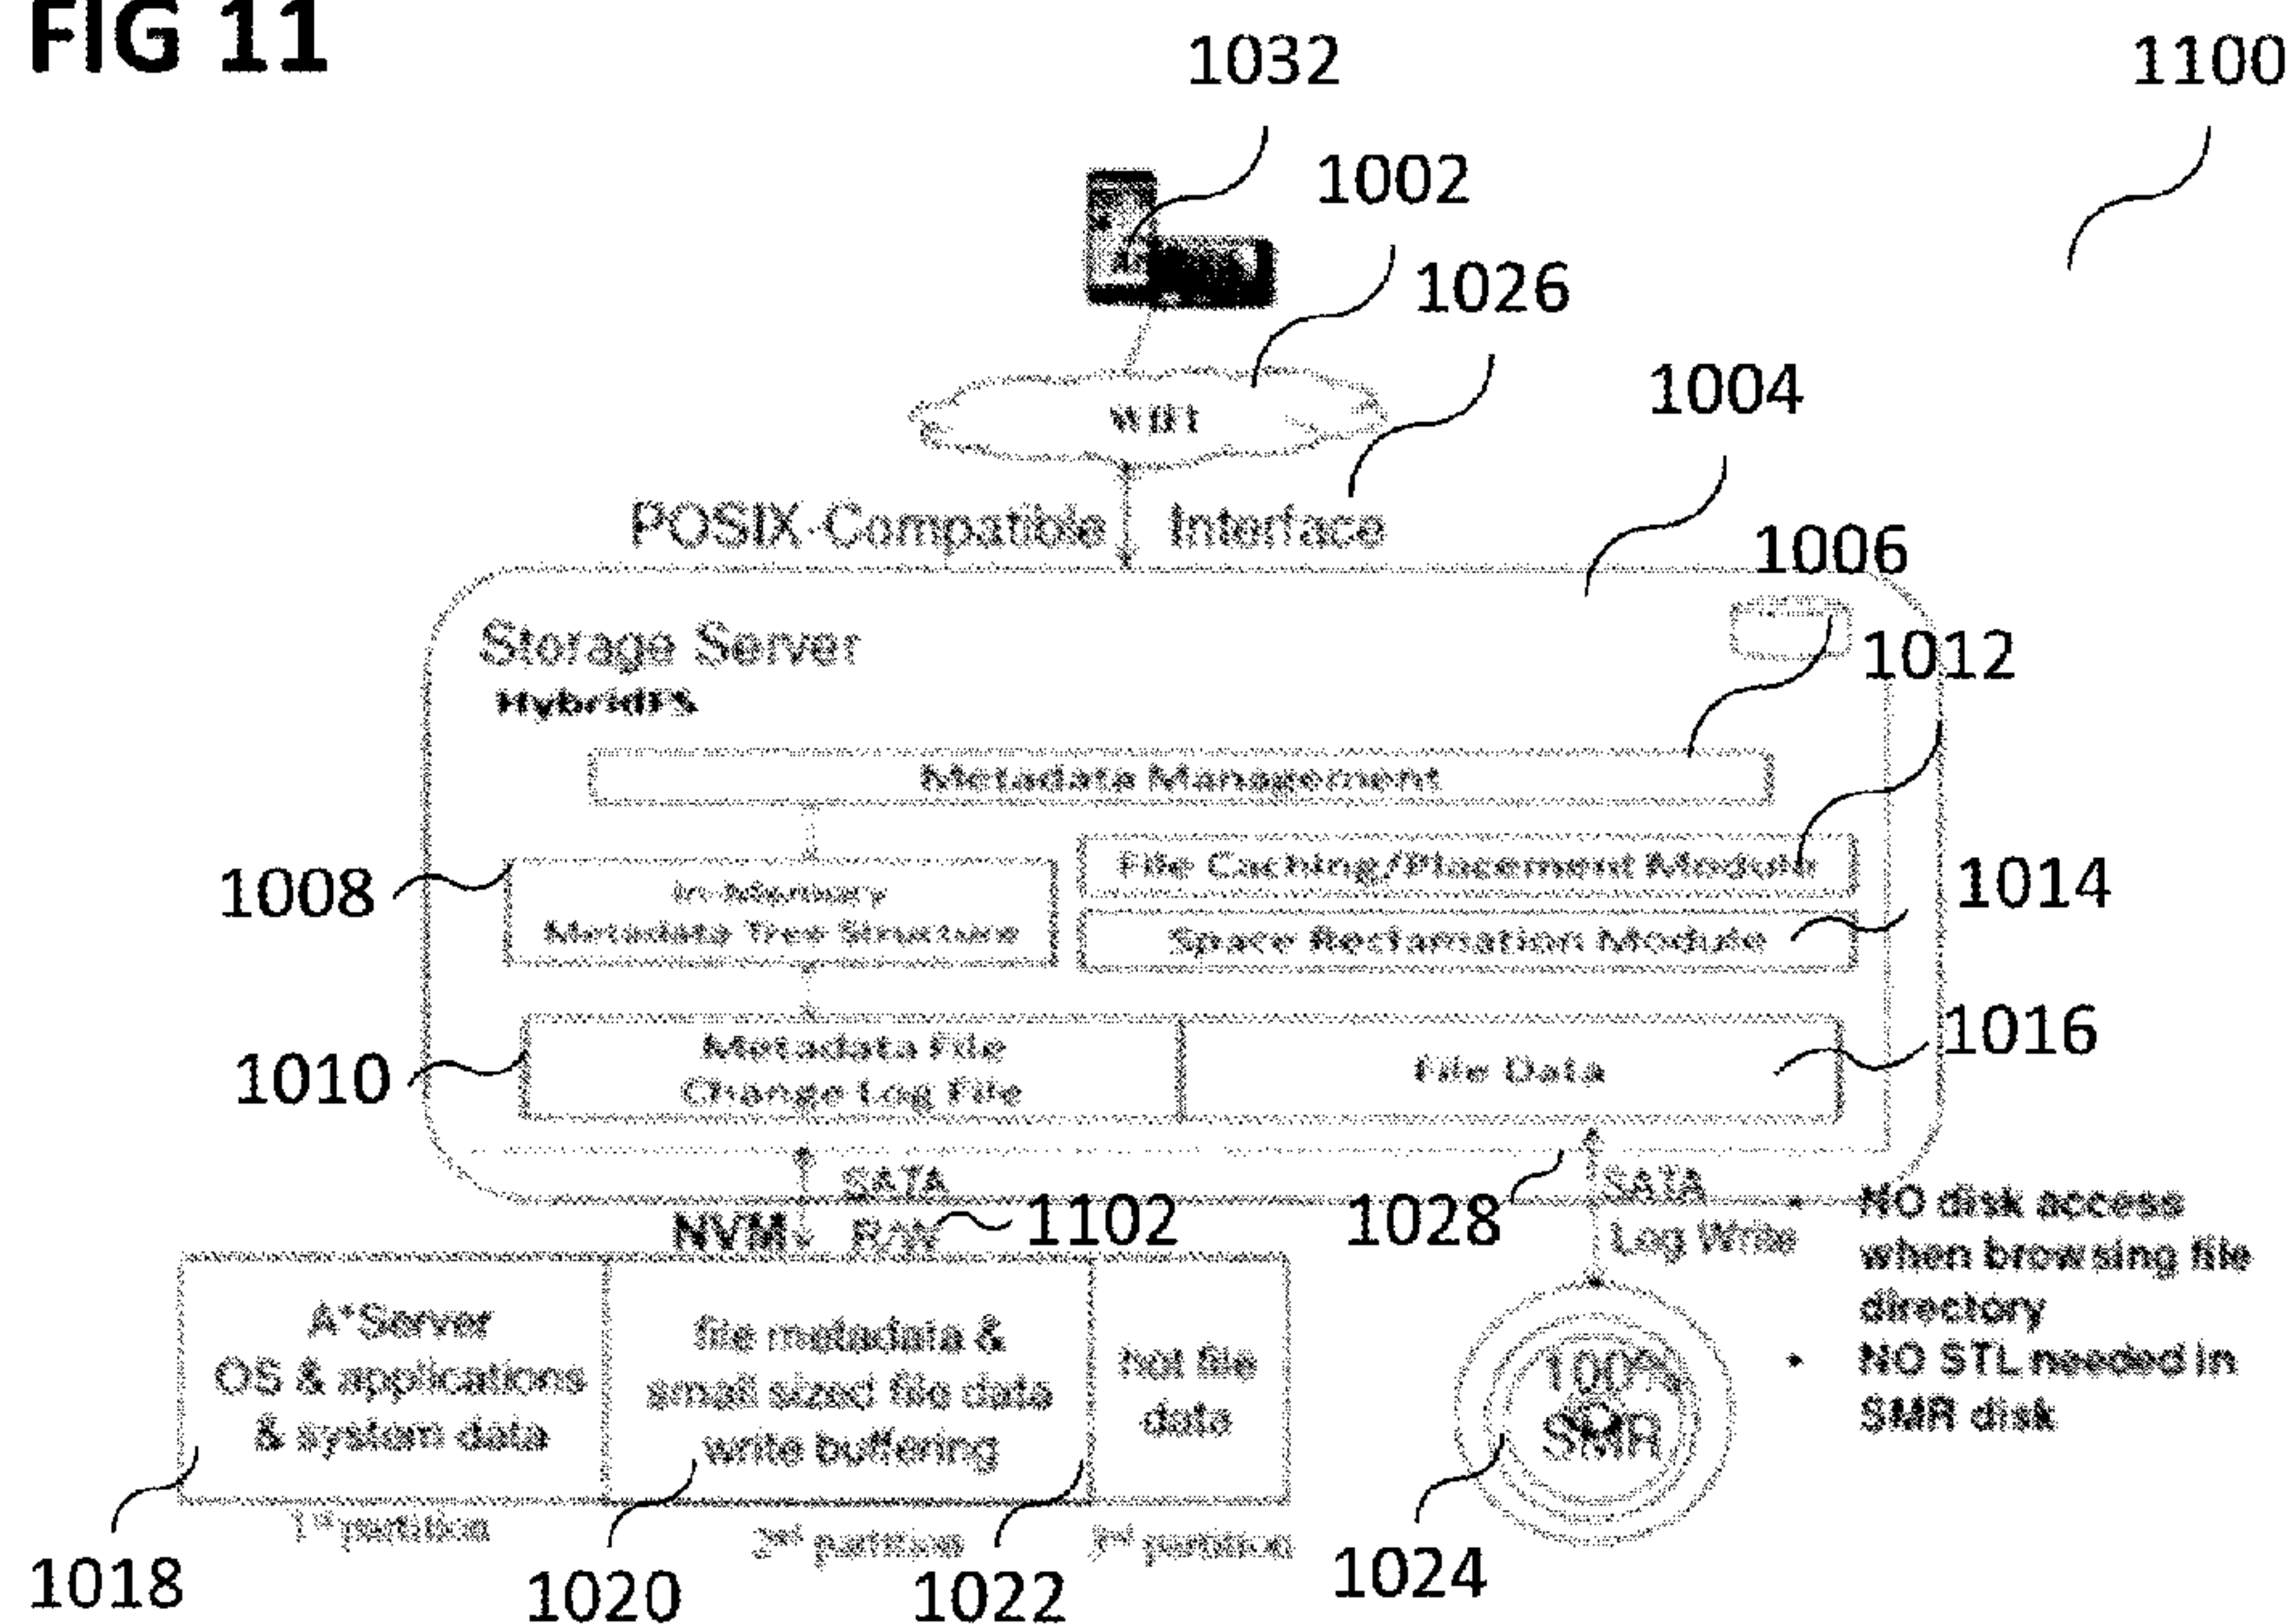 FIG 11
1032
1100
1002
1026
WIFI
1004
POSIX-Compatible Interface
1006
Storage Server
1012
HybridFS
Metadata Management
File Caching/Placement Module
1008
In-Memory
Metadata Tree Structure
1014
Space Reclamation Module
1016
Metadata File
Change Log File
File Data
1010
SATA
R/W
1102
NVM
1028
SATA
Log Write
• NO disk access
when browsing file
directory
• NO STL needed in
SMR disk
A*Server
OS & applications
& system data
file metadata &
small sized file data
write buffering
hot file
data
100%
SMR
1st partition
2nd partition
3rd partition
1018
1020
1022
1024